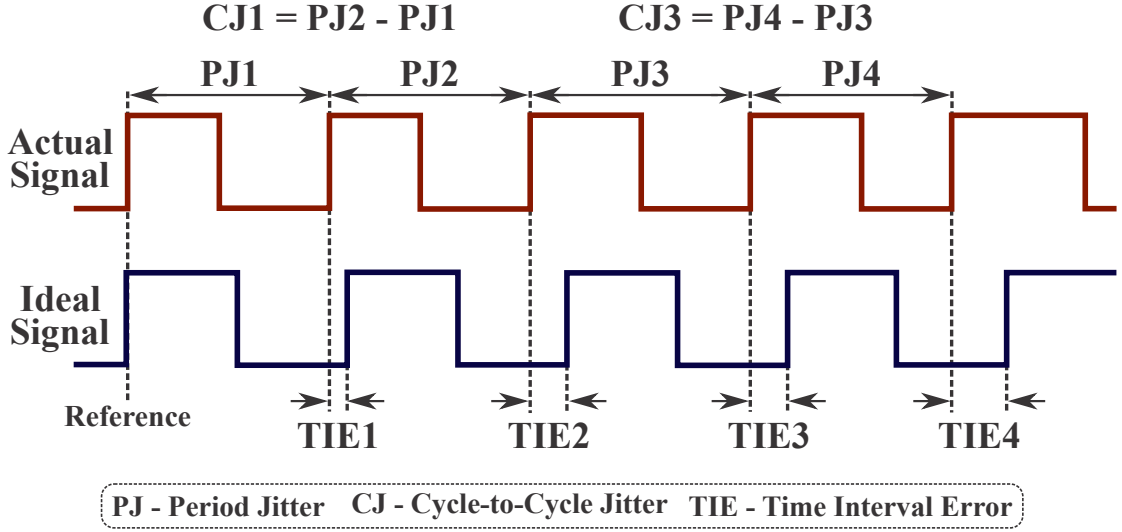 CJ1 = PJ2 - PJ1
CJ3 = PJ4 - PJ3
PJ1
PJ2
PJ3
PJ4
Actual
Signal
Ideal
Signal
Reference
TIE1
TIE2
TIE3
TIE4
PJ - Period Jitter CJ - Cycle-to-Cycle Jitter TIE - Time Interval Error